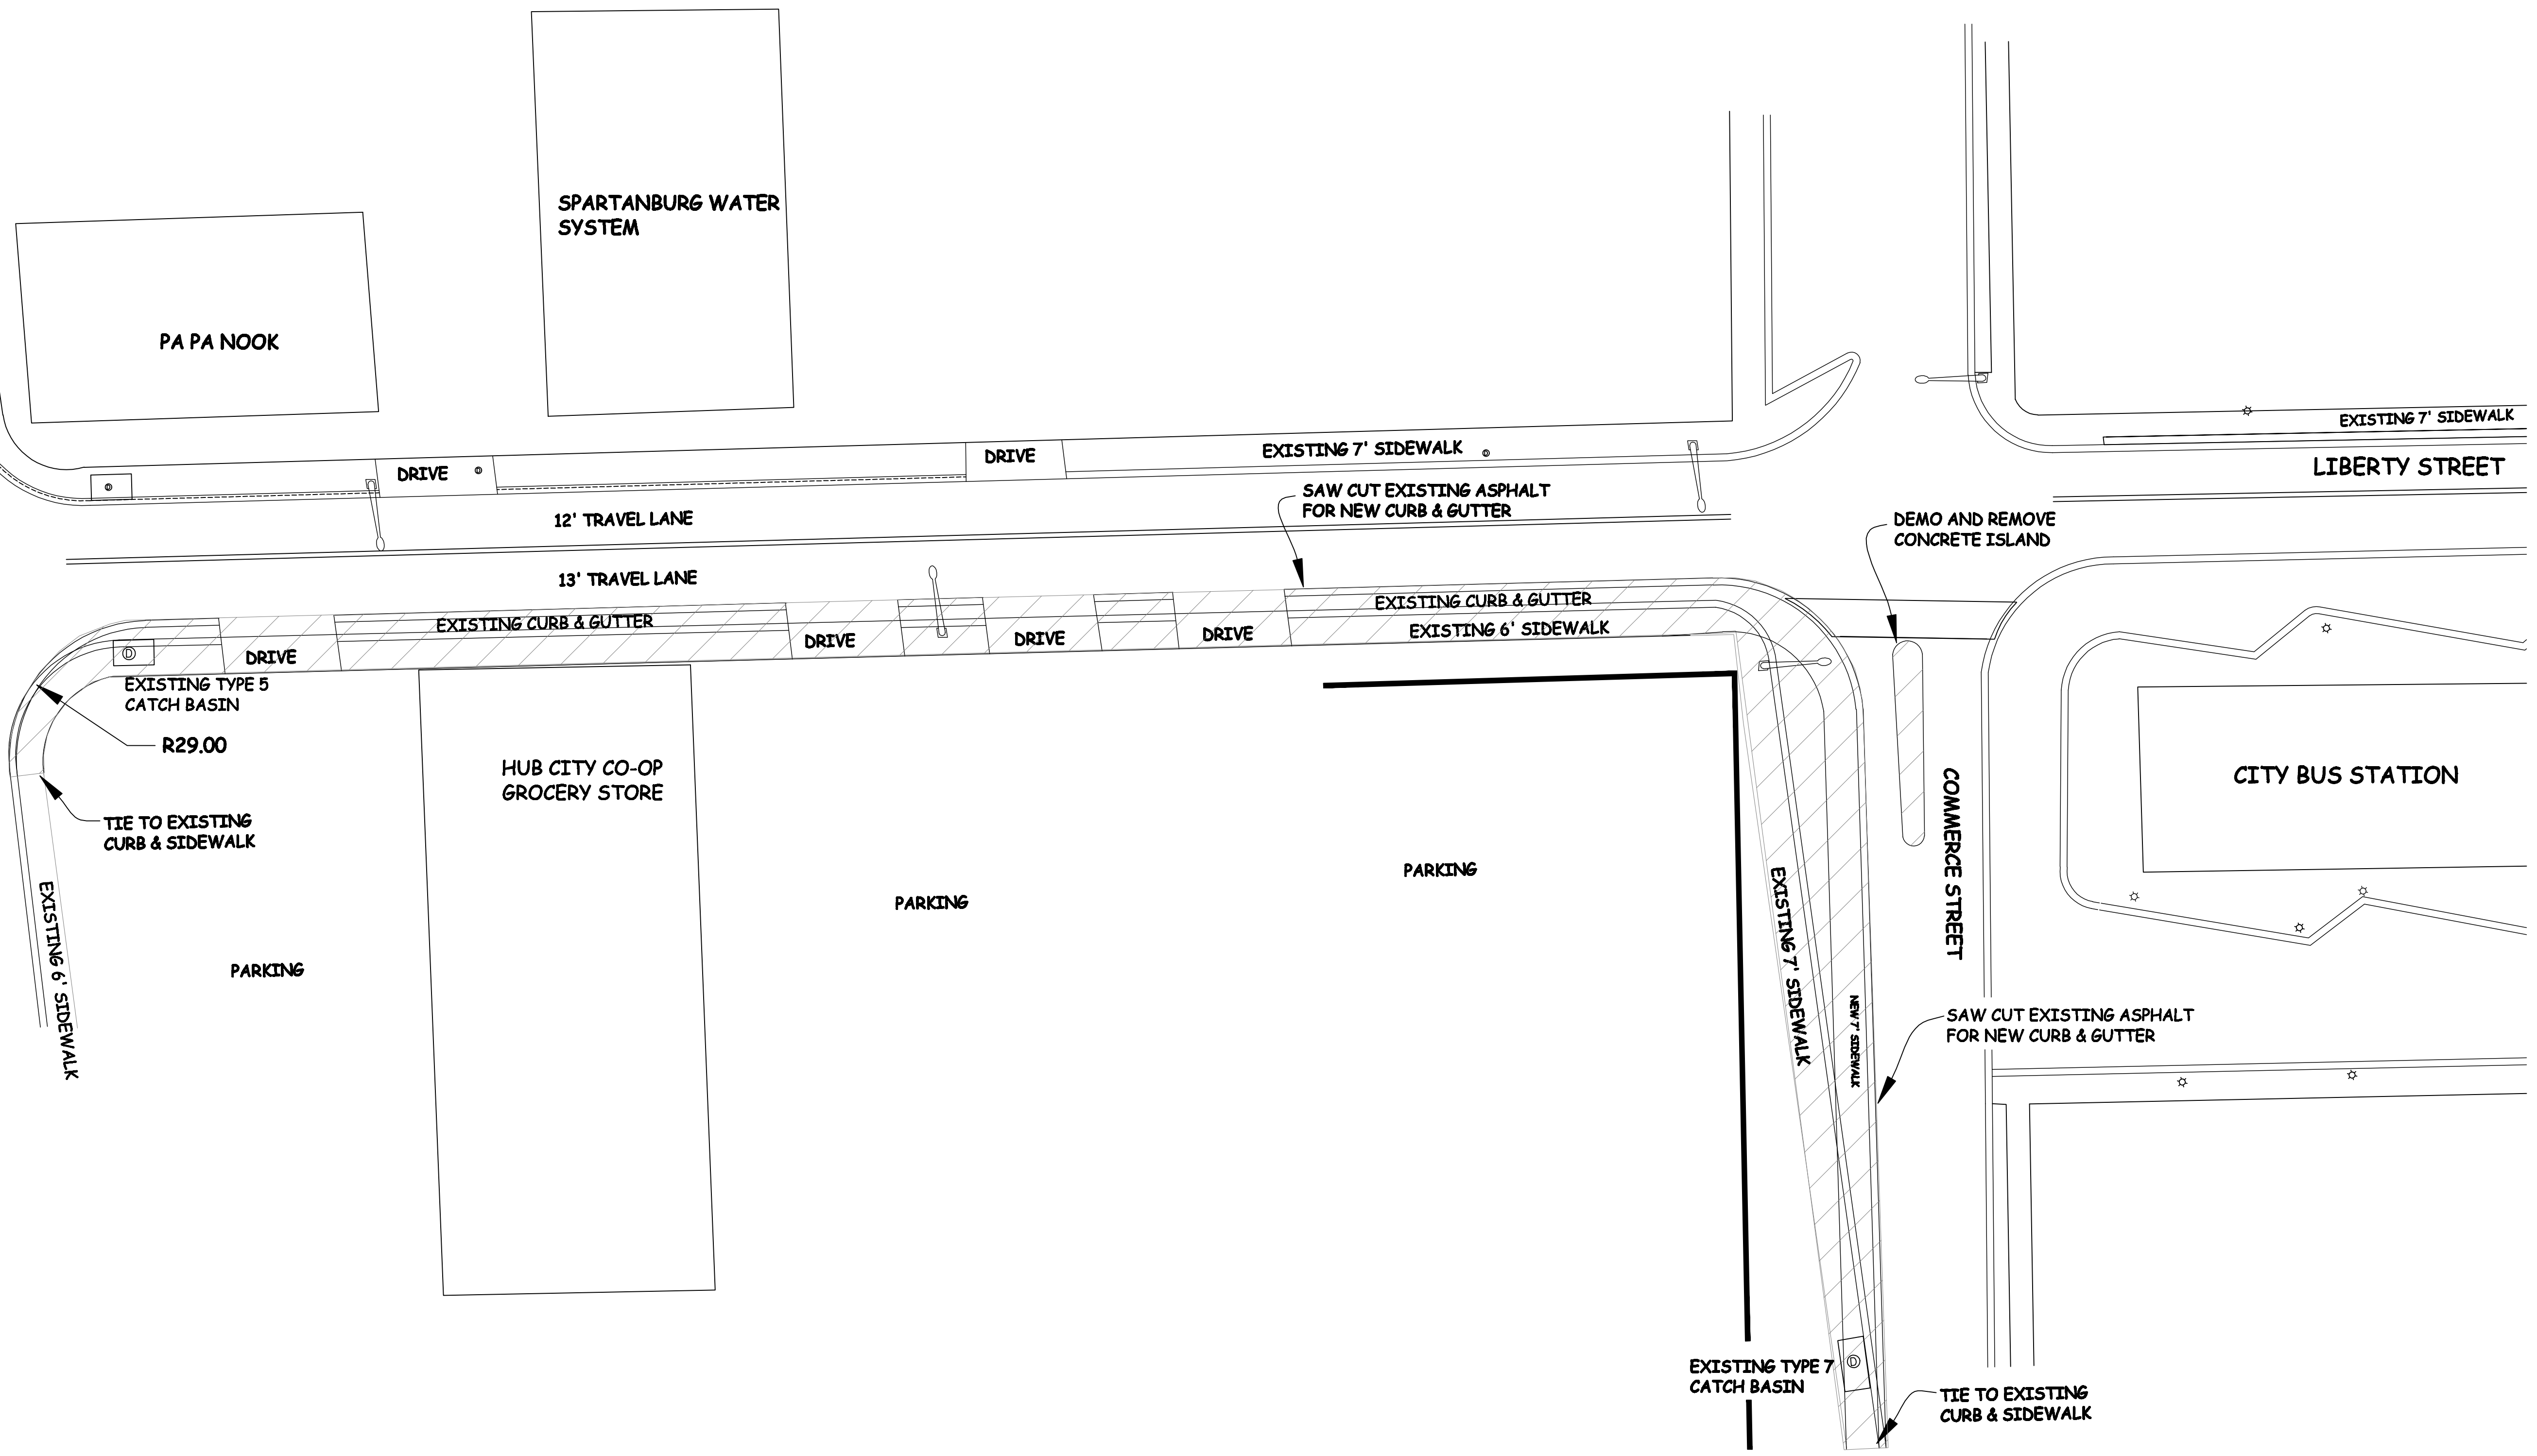 SPARTANBURG WATER
SYSTEM
PA PA NOOK
DRIVE
D
D
DRIVE
EXISTING 7' SIDEWALK
D
EXISTING 7' SIDEWALK
LIBERTY STREET
12' TRAVEL LANE
SAW CUT EXISTING ASPHALT
FOR NEW CURB & GUTTER
DEMO AND REMOVE
CONCRETE ISLAND
13' TRAVEL LANE
EXISTING CURB & GUTTER
EXISTING CURB & GUTTER
EXISTING 6' SIDEWALK
DRIVE
DRIVE
DRIVE
DRIVE
D
EXISTING TYPE 5
CATCH BASIN
R29.00
HUB CITY CO-OP
GROCERY STORE
CITY BUS STATION
COMMERCE STREET
TIE TO EXISTING
CURB & SIDEWALK
PARKING
PARKING
PARKING
EXISTING 6' SIDEWALK
EXISTING 7' SIDEWALK
NEW 7' SIDEWALK
SAW CUT EXISTING ASPHALT
FOR NEW CURB & GUTTER
EXISTING TYPE 7
CATCH BASIN
D
TIE TO EXISTING
CURB & SIDEWALK